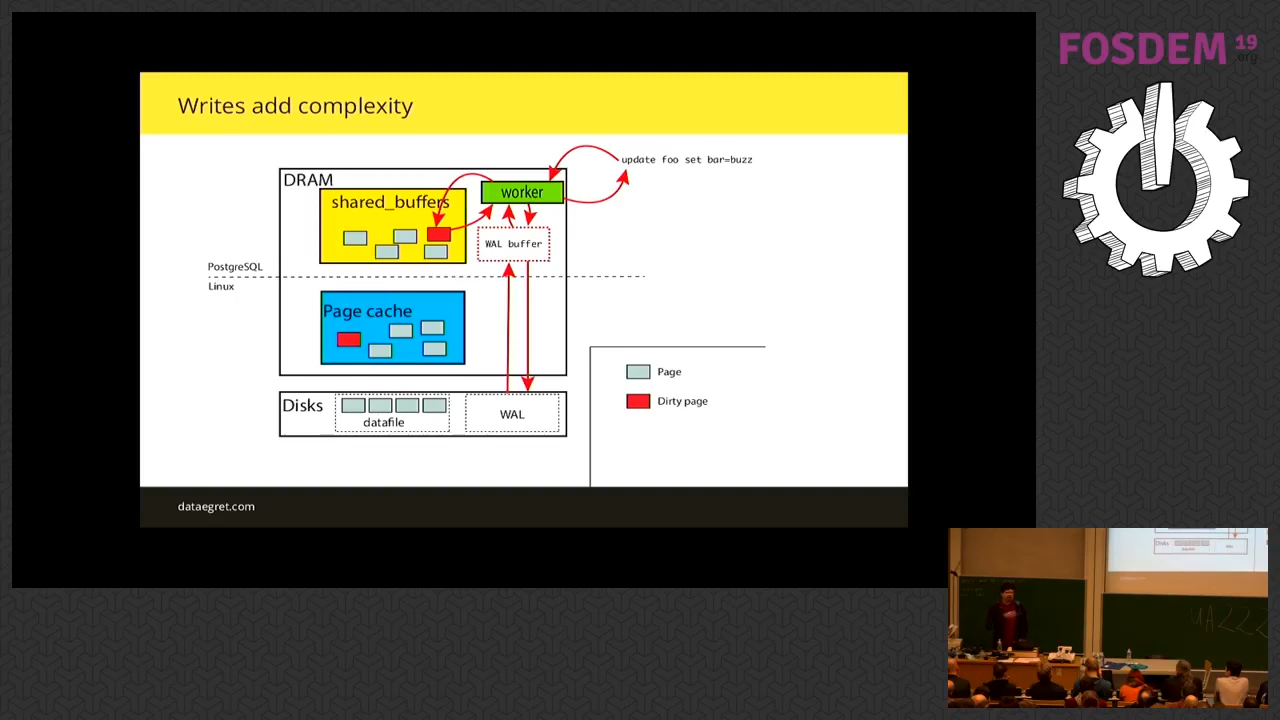 FOSDEM 19
.org
Writes add complexity
update foo set bar=buzz
DRAM
worker
shared_buffers
WAL buffer
PostgreSQL
Linux
Page cache
Page
Dirty page
Disks
datafile
WAL
dataegret.com
Disks